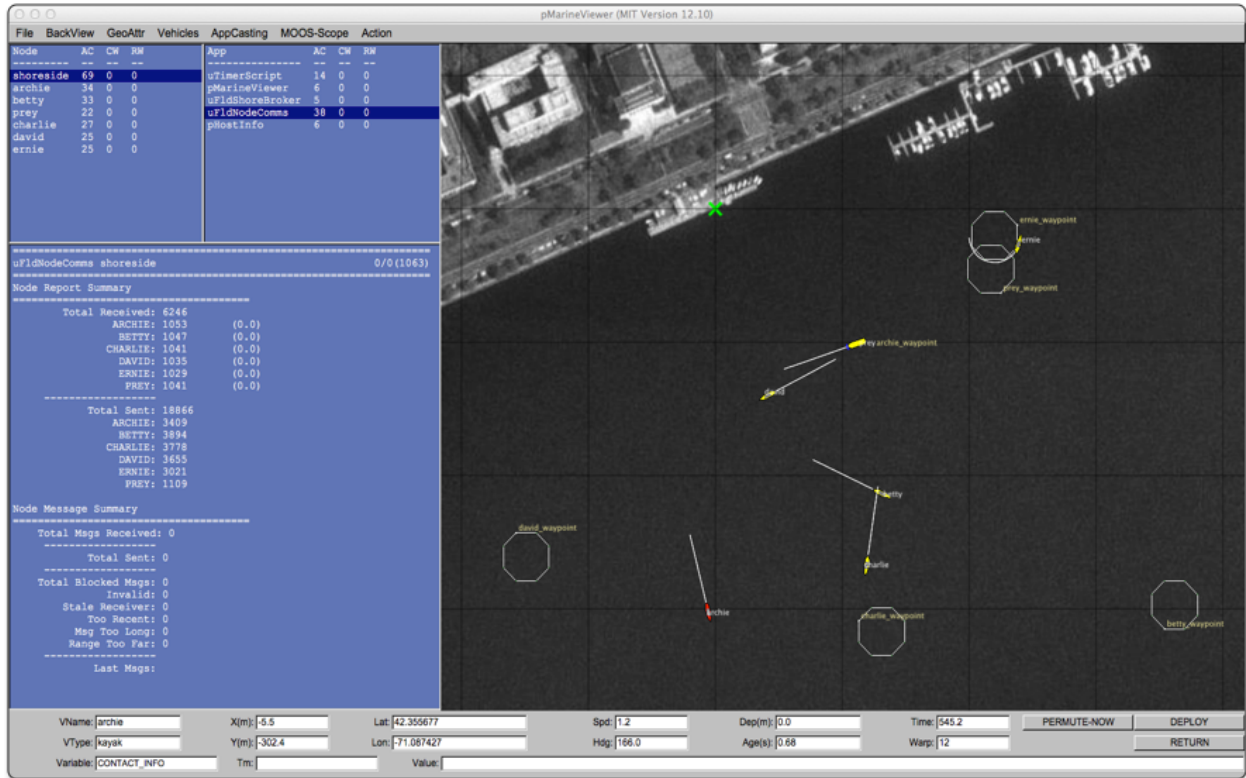 pMarineViewer (MIT Version 12.10)
File BackView GeoAttr Vehicles AppCasting MOOS-Scope Action
Node AC CW RW
--------- -- -- --
shoreside 69 0 0
archie 34 0 0
betty 33 0 0
prey 22 0 0
charlie 27 0 0
david 25 0 0
ernie 25 0 0
App AC CW RW
--------------- -- -- --
uTimerScript 14 0 0
pMarineViewer 6 0 0
uFldShoreBroker 5 0 0
uFldNodeComms 38 0 0
pHostInfo 6 0 0
uFldNodeComms shoreside 0/0(1063)
Node Report Summary
Total Received: 6246
ARCHIE: 1053 (0.0)
BETTY: 1047 (0.0)
CHARLIE: 1041 (0.0)
DAVID: 1035 (0.0)
ERNIE: 1029 (0.0)
PREY: 1041 (0.0)
------------------
Total Sent: 18866
ARCHIE: 3409
BETTY: 3894
CHARLIE: 3778
DAVID: 3655
ERNIE: 3021
PREY: 1109
Node Message Summary
Total Msgs Received: 0
------------------
Total Sent: 0
------------------
Total Blocked Msgs: 0
Invalid: 0
Stale Receiver: 0
Too Recent: 0
Msg Too Long: 0
Range Too Far: 0
------------------
Last Msgs:
ernie_waypoint
ernie
prey_waypoint
prey archie_waypoint
david
betty
david_waypoint
charlie
archie
charlie_waypoint
betty_waypoint
VName: archie X(m): -5.5 Lat: 42.355677 Spd: 1.2 Dep(m): 0.0 Time: 545.2 PERMUTE-NOW DEPLOY
VType: kayak Y(m): -302.4 Lon: -71.087427 Hdg: 166.0 Age(s): 0.68 Warp: 12 RETURN
Variable: CONTACT_INFO Tm: Value: